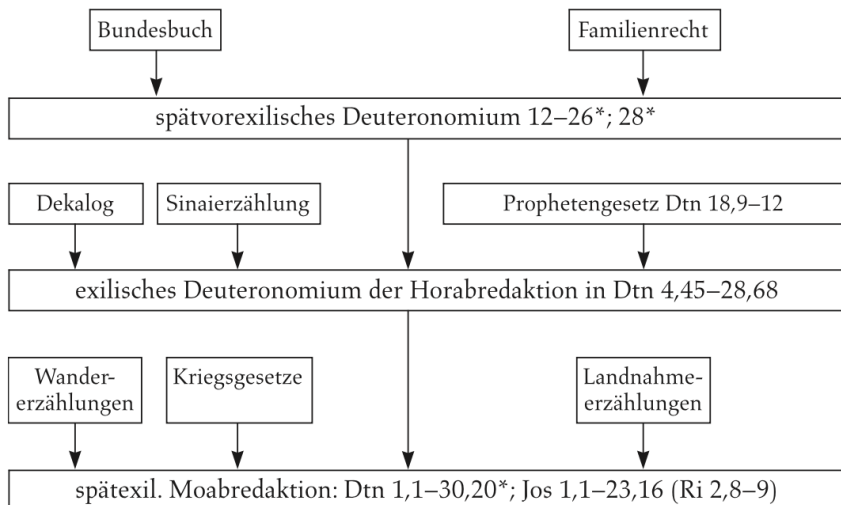 Bundesbuch
Familienrecht
spätvorexilisches Deuteronomium 12–26*; 28*
Dekalog
Sinaierzählung
Prophetengesetz Dtn 18,9–12
exilisches Deuteronomium der Horabredaktion in Dtn 4,45–28,68
Wander-
erzählungen
Kriegsgesetze
Landnahme-
erzählungen
spätexil. Moabredaktion: Dtn 1,1–30,20*; Jos 1,1–23,16 (Ri 2,8–9)